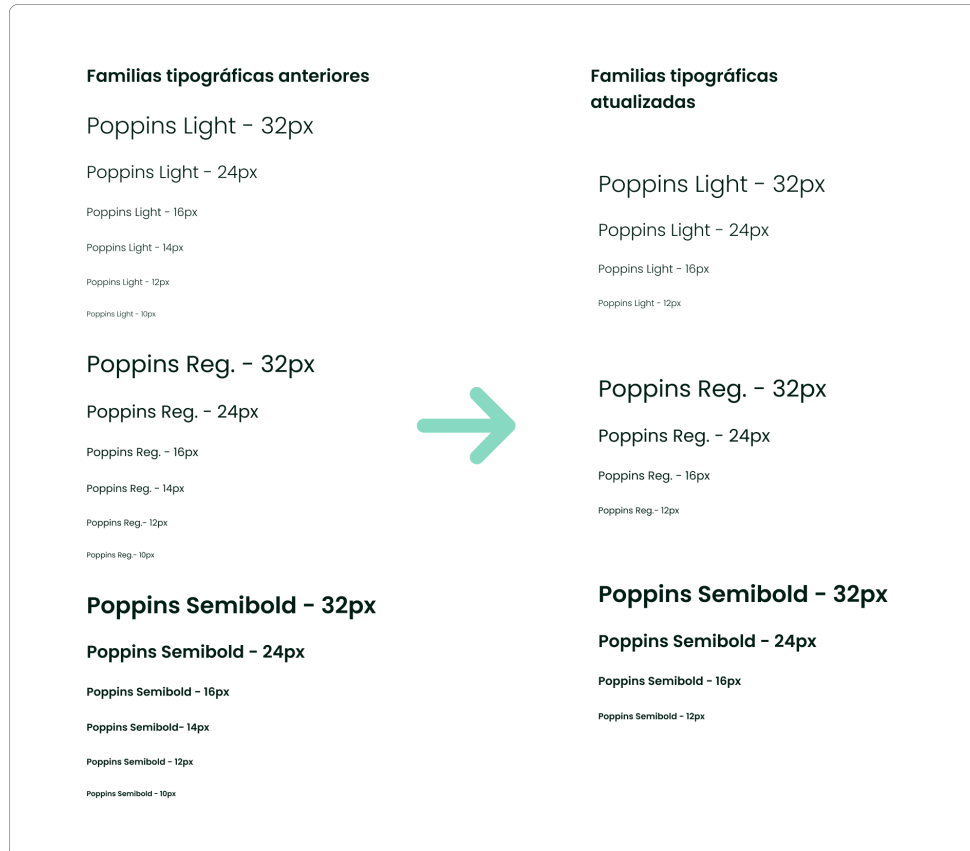 Familias tipográficas anteriores
Poppins Light - 32px
Poppins Light - 24px
Poppins Light - 16px
Poppins Light - 14px
Poppins Light - 12px
Poppins Light - 10px
Poppins Reg. - 32px
Poppins Reg. - 24px
Poppins Reg. - 16px
Poppins Reg. - 14px
Poppins Reg.- 12px
Poppins Reg.- 10px
Poppins Semibold - 32px
Poppins Semibold - 24px
Poppins Semibold - 16px
Poppins Semibold- 14px
Poppins Semibold - 12px
Poppins Semibold - 10px
Familias tipográficas
atualizadas
Poppins Light - 32px
Poppins Light - 24px
Poppins Light - 16px
Poppins Light - 12px
Poppins Reg. - 32px
Poppins Reg. - 24px
Poppins Reg. - 16px
Poppins Reg.- 12px
Poppins Semibold - 32px
Poppins Semibold - 24px
Poppins Semibold - 16px
Poppins Semibold - 12px